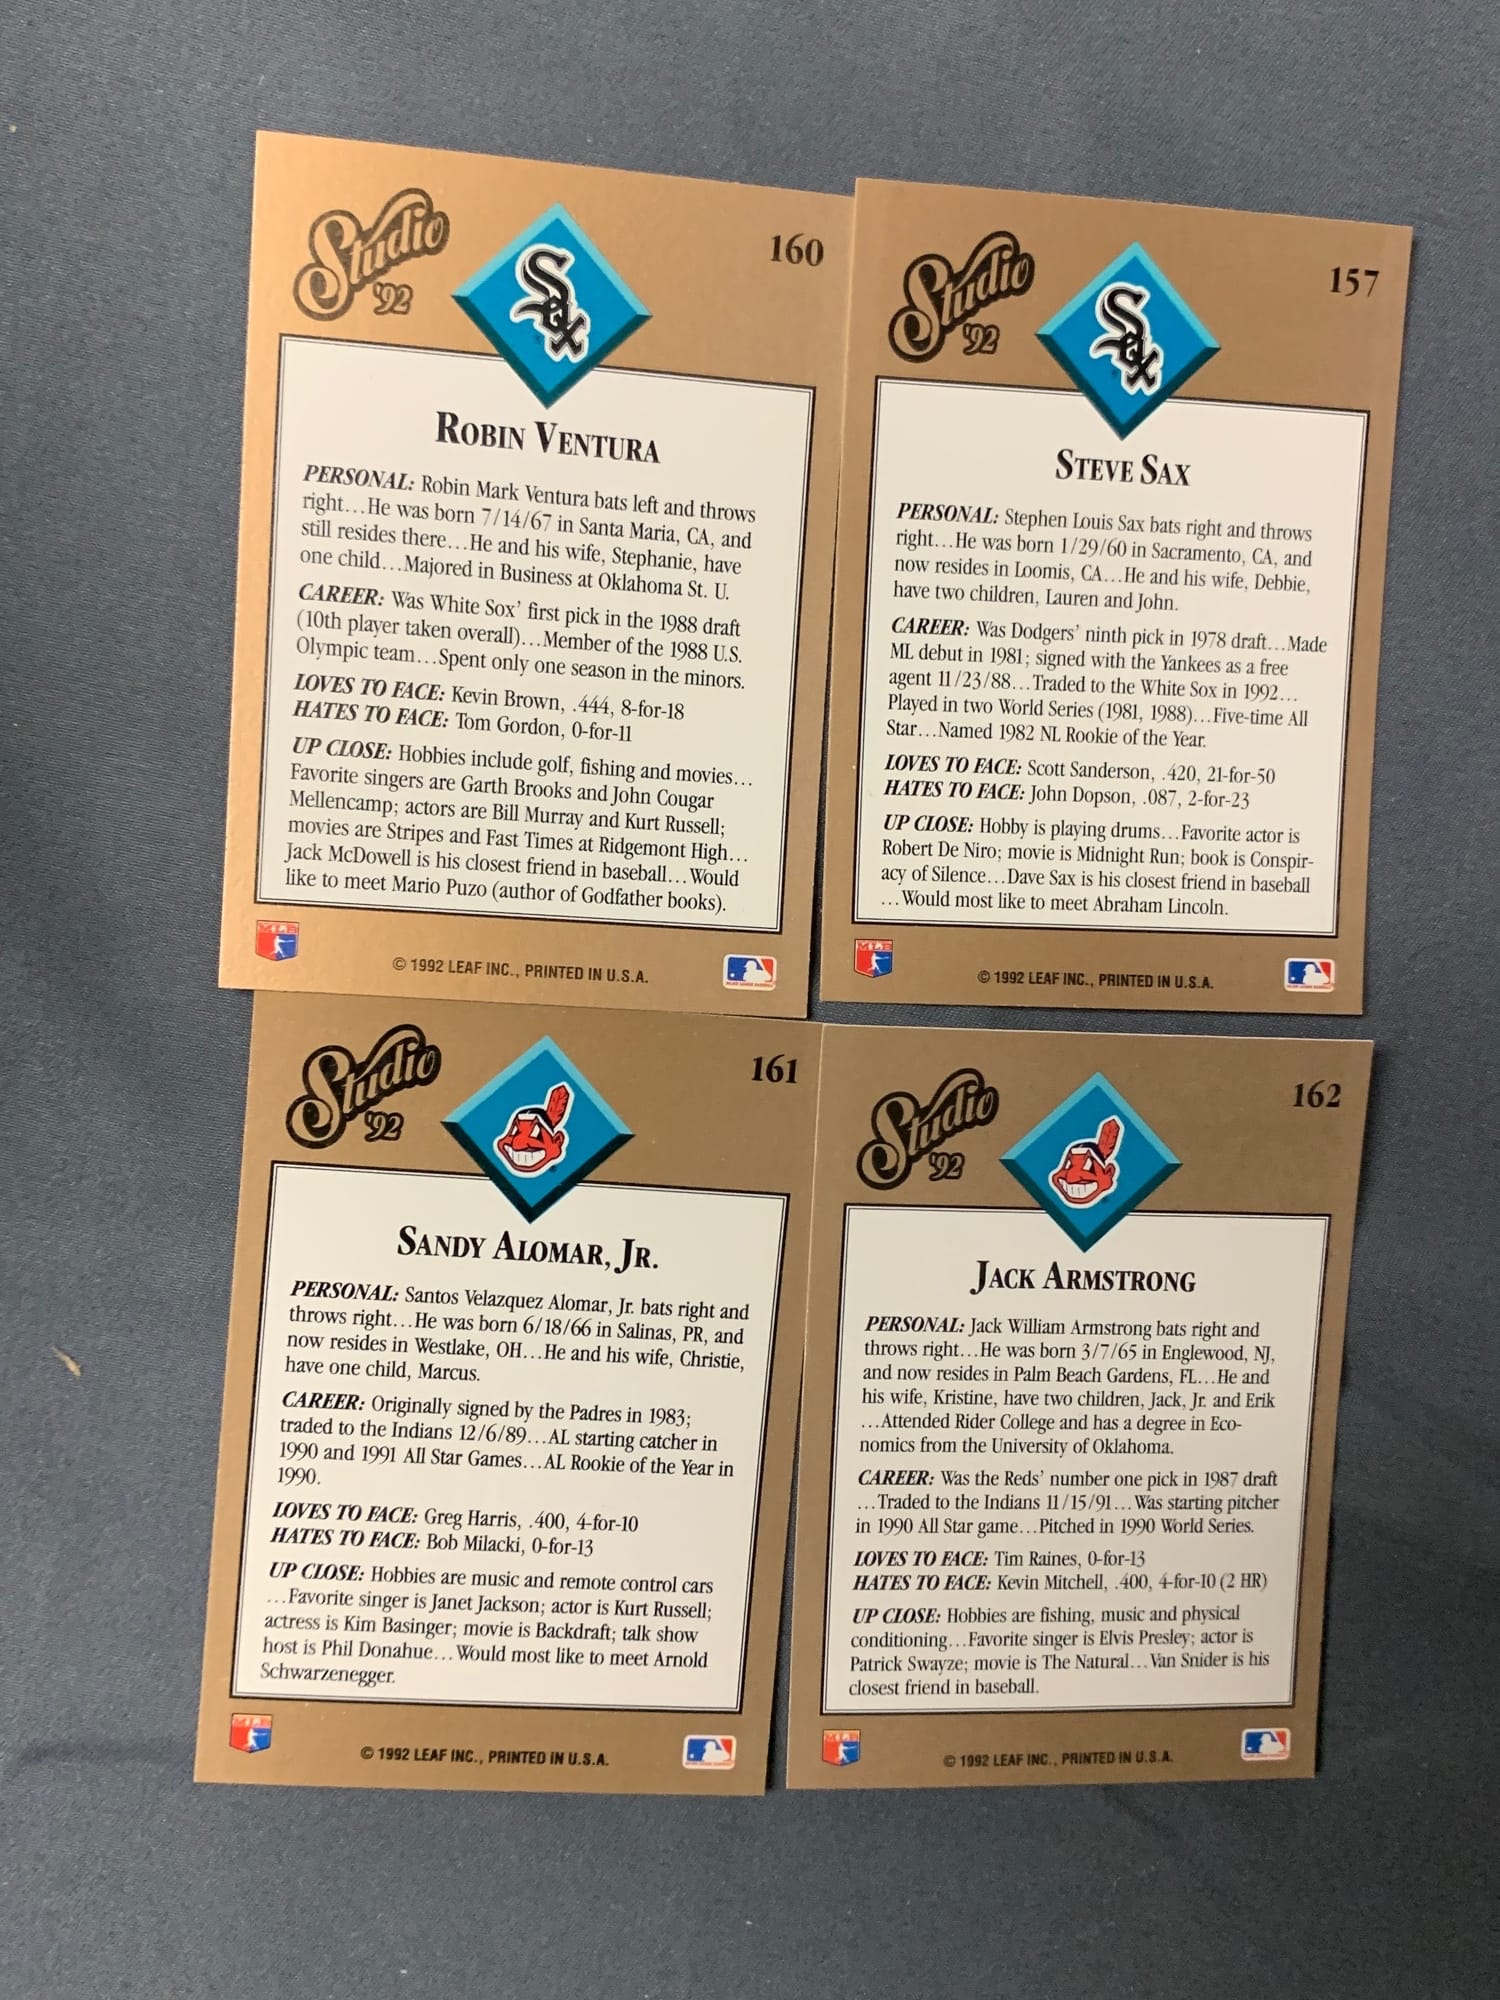 Studio '92
160
Sox
ROBIN VENTURA
PERSONAL: Robin Mark Ventura bats left and throws
right...He was born 7/14/67 in Santa Maria, CA, and
still resides there...He and his wife, Stephanie, have
one child...Majored in Business at Oklahoma St. U.
CAREER: Was White Sox' first pick in the 1988 draft
(10th player taken overall)...Member of the 1988 U.S.
Olympic team...Spent only one season in the minors.
LOVES TO FACE: Kevin Brown, .444, 8-for-18
HATES TO FACE: Tom Gordon, 0-for-11
UP CLOSE: Hobbies include golf, fishing and movies...
Favorite singers are Garth Brooks and John Cougar
Mellencamp; actors are Bill Murray and Kurt Russell;
movies are Stripes and Fast Times at Ridgemont High...
Jack McDowell is his closest friend in baseball...Would
like to meet Mario Puzo (author of Godfather books).
© 1992 LEAF INC., PRINTED IN U.S.A.
Studio '92
157
Sox
STEVE SAX
PERSONAL: Stephen Louis Sax bats right and throws
right...He was born 1/29/60 in Sacramento, CA, and
now resides in Loomis, CA...He and his wife, Debbie,
have two children, Lauren and John.
CAREER: Was Dodgers' ninth pick in 1978 draft...Made
ML debut in 1981; signed with the Yankees as a free
agent 11/23/88...Traded to the White Sox in 1992...
Played in two World Series (1981, 1988)...Five-time All
Star...Named 1982 NL Rookie of the Year.
LOVES TO FACE: Scott Sanderson, .420, 21-for-50
HATES TO FACE: John Dopson, .087, 2-for-23
UP CLOSE: Hobby is playing drums...Favorite actor is
Robert De Niro; movie is Midnight Run; book is Conspir-
acy of Silence...Dave Sax is his closest friend in baseball
...Would most like to meet Abraham Lincoln.
© 1992 LEAF INC., PRINTED IN U.S.A.
Studio '92
161
SANDY ALOMAR, JR.
PERSONAL: Santos Velazquez Alomar, Jr. bats right and
throws right...He was born 6/18/66 in Salinas, PR, and
now resides in Westlake, OH...He and his wife, Christie,
have one child, Marcus.
CAREER: Originally signed by the Padres in 1983;
traded to the Indians 12/6/89...AL starting catcher in
1990 and 1991 All Star Games...AL Rookie of the Year in
1990.
LOVES TO FACE: Greg Harris, .400, 4-for-10
HATES TO FACE: Bob Milacki, 0-for-13
UP CLOSE: Hobbies are music and remote control cars
...Favorite singer is Janet Jackson; actor is Kurt Russell;
actress is Kim Basinger; movie is Backdraft; talk show
host is Phil Donahue...Would most like to meet Arnold
Schwarzenegger.
© 1992 LEAF INC., PRINTED IN U.S.A.
Studio '92
162
JACK ARMSTRONG
PERSONAL: Jack William Armstrong bats right and
throws right...He was born 3/7/65 in Englewood, NJ,
and now resides in Palm Beach Gardens, FL...He and
his wife, Kristine, have two children, Jack, Jr. and Erik
...Attended Rider College and has a degree in Eco-
nomics from the University of Oklahoma.
CAREER: Was the Reds' number one pick in 1987 draft
...Traded to the Indians 11/15/91...Was starting pitcher
in 1990 All Star game...Pitched in 1990 World Series.
LOVES TO FACE: Tim Raines, 0-for-13
HATES TO FACE: Kevin Mitchell, .400, 4-for-10 (2 HR)
UP CLOSE: Hobbies are fishing, music and physical
conditioning...Favorite singer is Elvis Presley; actor is
Patrick Swayze; movie is The Natural...Van Snider is his
closest friend in baseball.
© 1992 LEAF INC., PRINTED IN U.S.A.